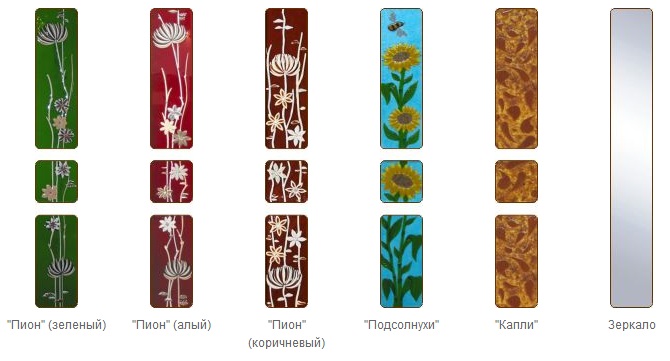 "Пион" (зеленый)
"Пион" (алый)
"Пион"
(коричневый)
"Подсолнухи"
"Капли"
Зеркало